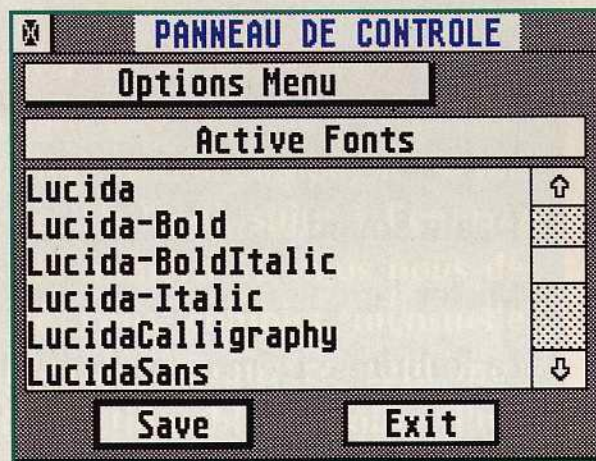 PANNEAU DE CONTROLE
Options Menu
Active Fonts
Lucida
Lucida-Bold
Lucida-BoldItalic
Lucida-Italic
LucidaCalligraphy
LucidaSans
Save
Exit